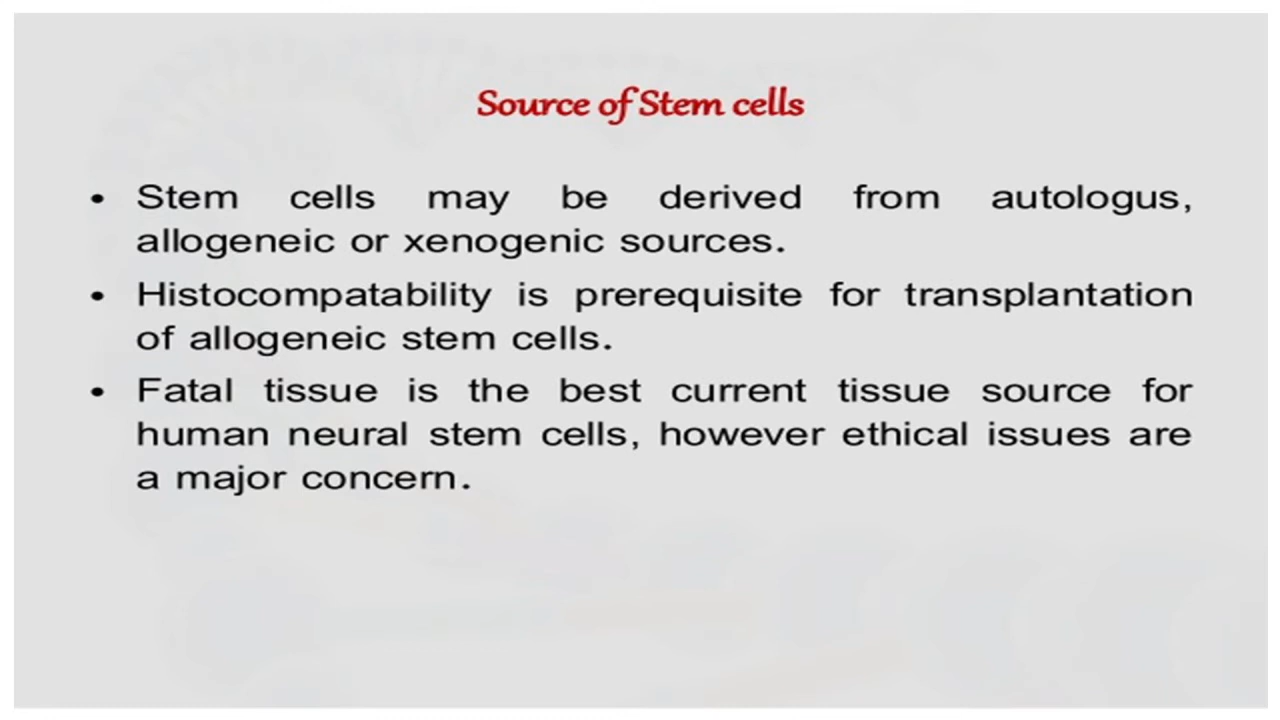 Source of Stem cells
• Stem cells may be derived from autologus,
allogeneic or xenogenic sources.
• Histocompatability is prerequisite for transplantation
of allogeneic stem cells.
• Fatal tissue is the best current tissue source for
human neural stem cells, however ethical issues are
a major concern.